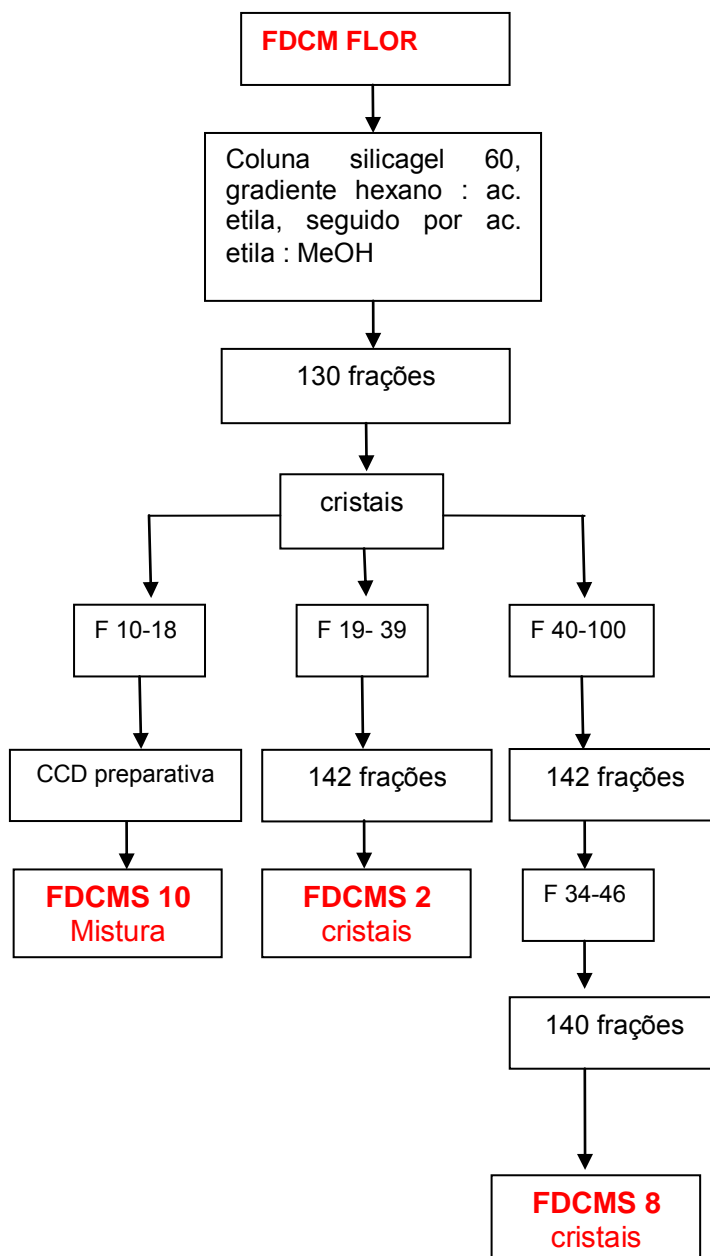 FDCM FLOR
Coluna silicagel 60,
gradiente hexano : ac.
etila, seguido por ac.
etila : MeOH
130 frações
cristais
F 10-18
F 19- 39
F 40-100
CCD preparativa
142 frações
142 frações
FDCMS 10
Mistura
FDCMS 2
cristais
F 34-46
140 frações
FDCMS 8
cristais